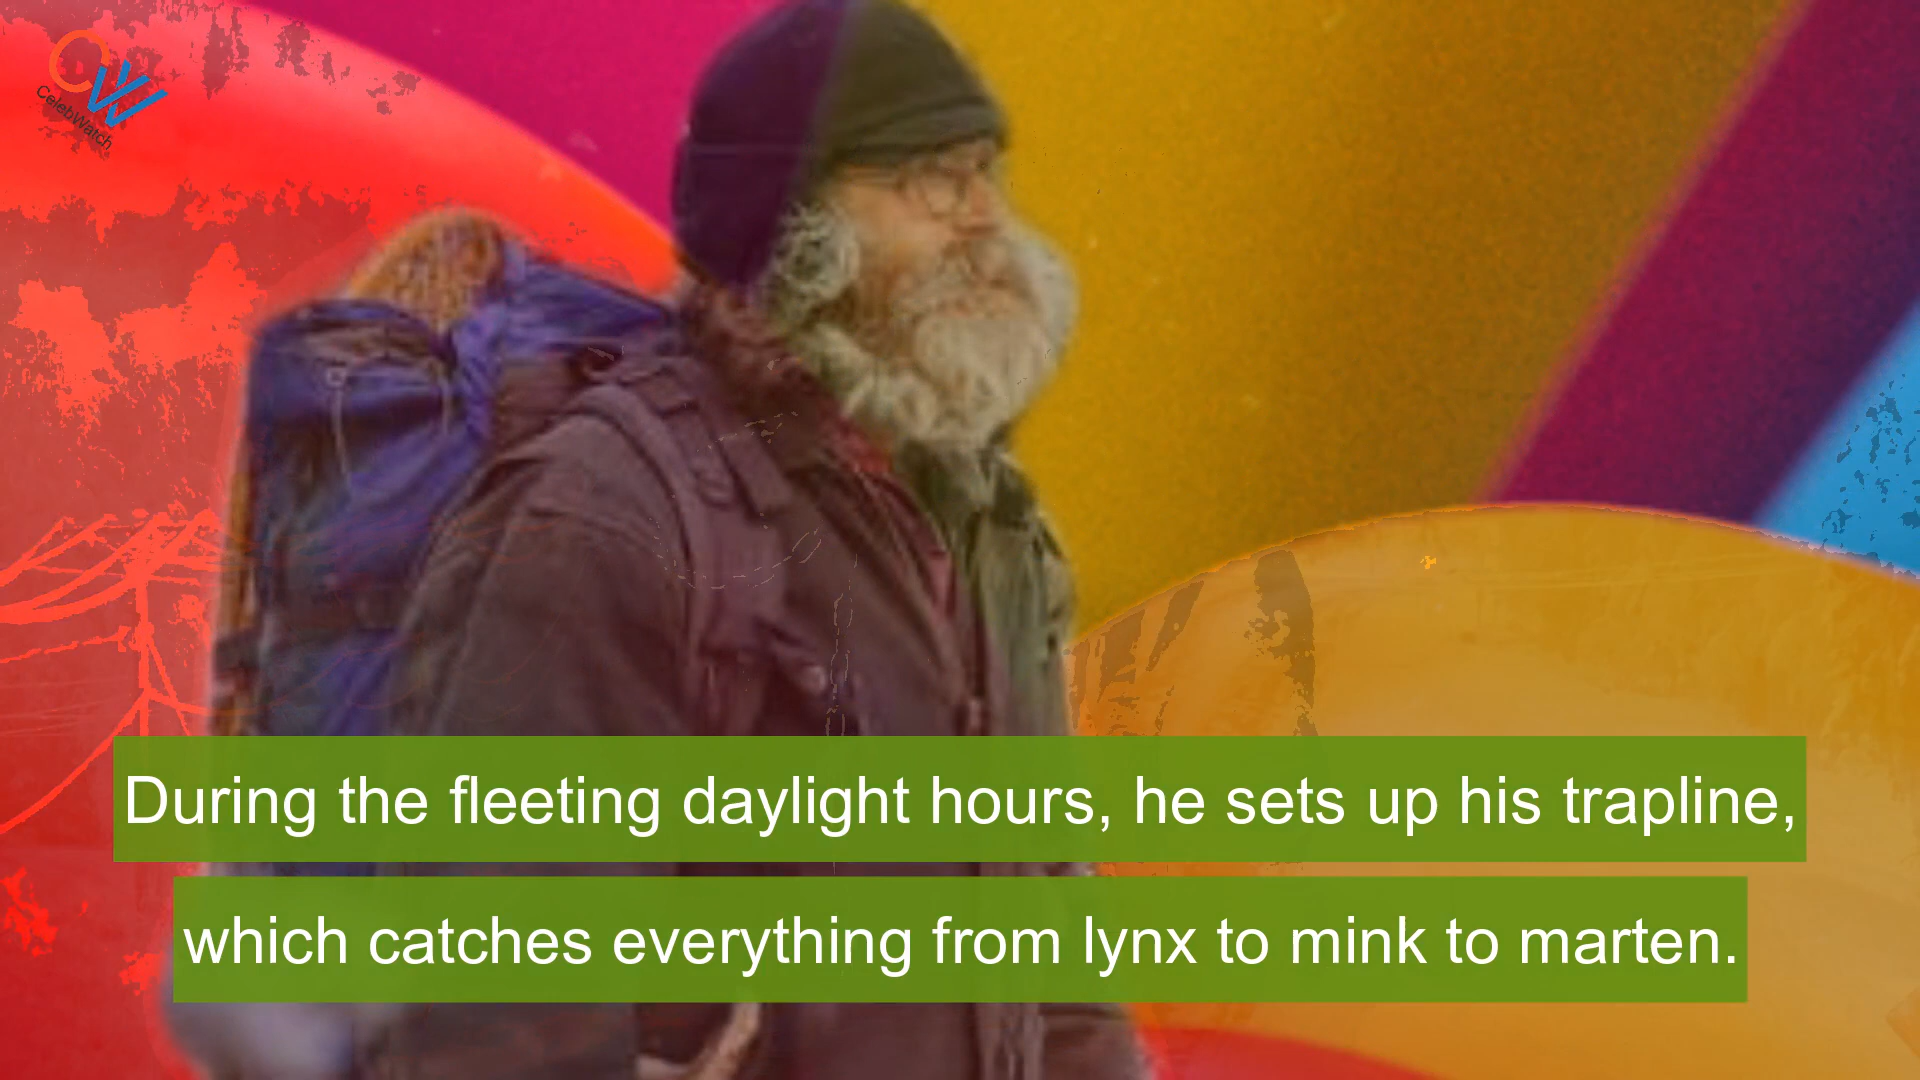 CW
CelebWatch
During the fleeting daylight hours, he sets up his trapline,
which catches everything from lynx to mink to marten.